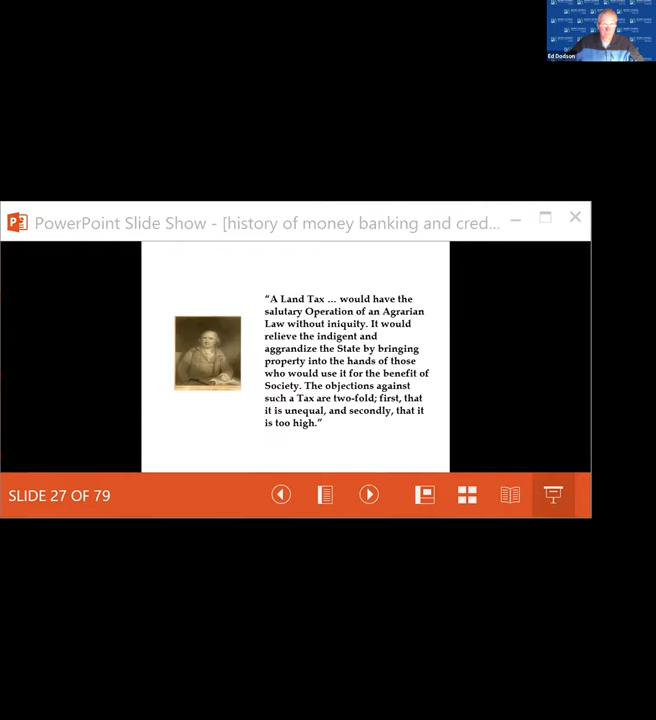 Ed Dodson
PowerPoint Slide Show - [history of money banking and cred...
“A Land Tax ... would have the
salutary Operation of an Agrarian
Law without iniquity. It would
relieve the indigent and
aggrandize the State by bringing
property into the hands of those
who would use it for the benefit of
Society. The objections against
such a Tax are two-fold; first, that
it is unequal, and secondly, that it
is too high.”
SLIDE 27 OF 79